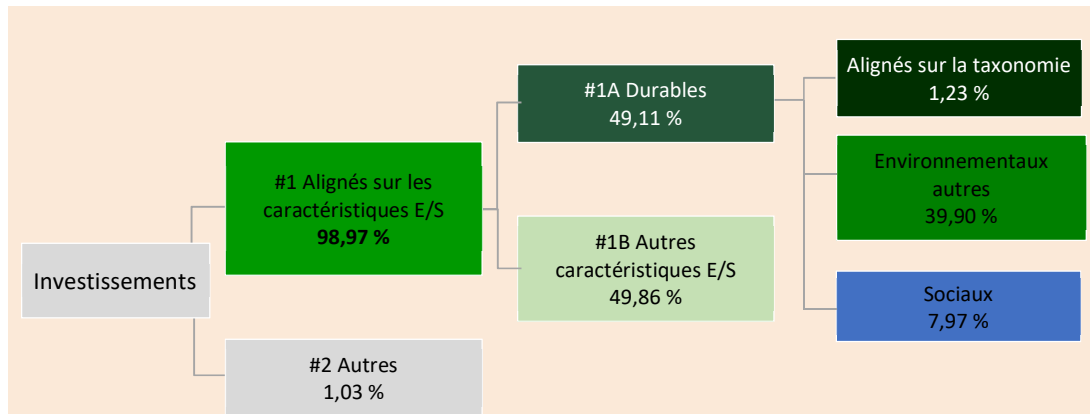 Investissements
#1 Alignés sur les
caractéristiques E/S
98,97 %
#2 Autres
1,03 %
#1A Durables
49,11 %
#1B Autres
caractéristiques E/S
49,86 %
Alignés sur la taxonomie
1,23 %
Environnementaux
autres
39,90 %
Sociaux
7,97 %